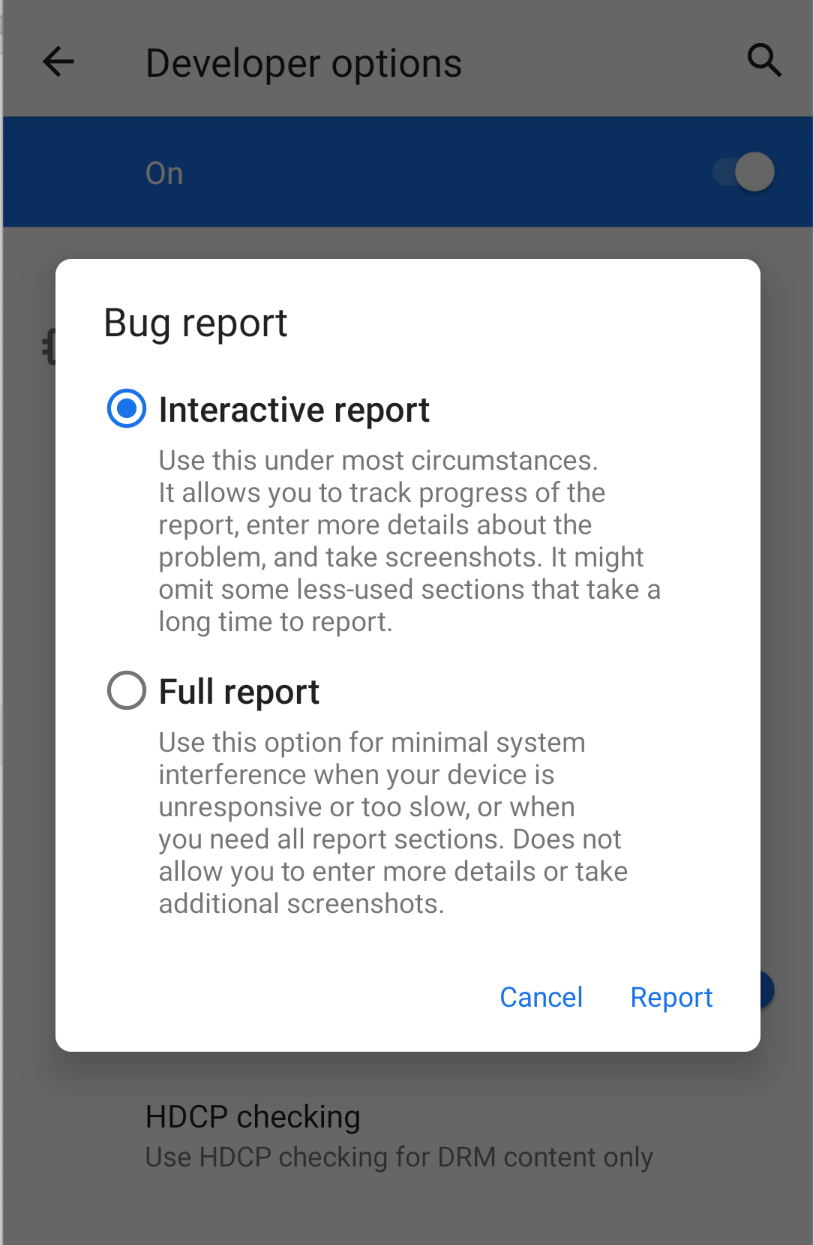 Developer options
On
Bug report
Interactive report
Use this under most circumstances.
It allows you to track progress of the
report, enter more details about the
problem, and take screenshots. It might
omit some less-used sections that take a
long time to report.
Full report
Use this option for minimal system
interference when your device is
unresponsive or too slow, or when
you need all report sections. Does not
allow you to enter more details or take
additional screenshots.
Cancel Report
HDCP checking
Use HDCP checking for DRM content only